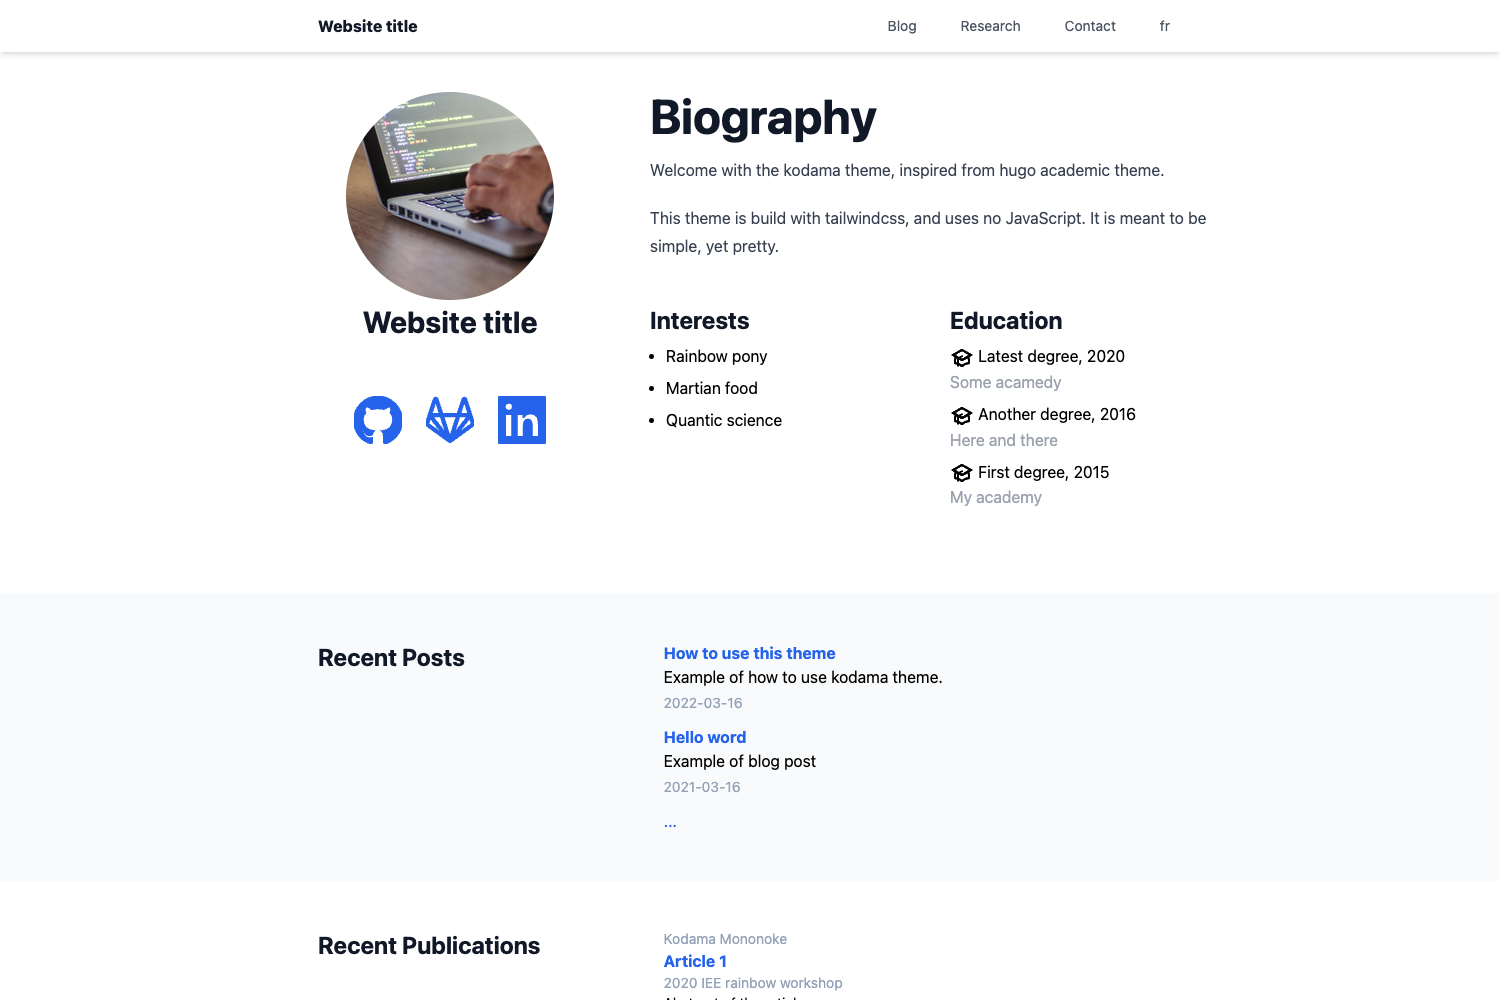 Website title
Blog
Research
Contact
fr
Biography
Welcome with the kodama theme, inspired from hugo academic theme.
This theme is build with tailwindcss, and uses no JavaScript. It is meant to be
simple, yet pretty.
Website title
in
Interests
Rainbow pony
Martian food
Quantic science
Education
Latest degree, 2020
Some acamedy
Another degree, 2016
Here and there
First degree, 2015
My academy
Recent Posts
How to use this theme
Example of how to use kodama theme.
2022-03-16
Hello word
Example of blog post
2021-03-16
...
Recent Publications
Kodama Mononoke
Article 1
2020 IEE rainbow workshop